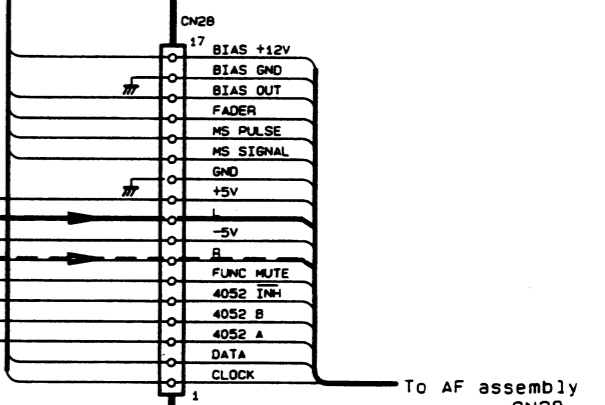 CN28
17
BIAS +12V
BIAS GND
BIAS OUT
FADER
MS PULSE
MS SIGNAL
GND
+5V
L
-5V
R
FUNC MUTE
4052 INH
4052 B
4052 A
DATA
CLOCK
1
To AF assembly